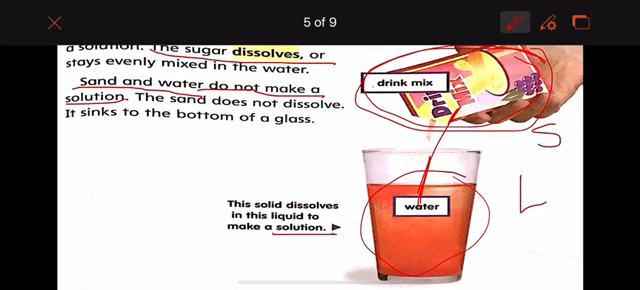 5 of 9
a solution. The sugar dissolves, or
stays evenly mixed in the water.
Sand and water do not make a
solution. The sand does not dissolve.
It sinks to the bottom of a glass.
drink mix
Drink
Mix
S
L
water
This solid dissolves
in this liquid to
make a solution. ▶